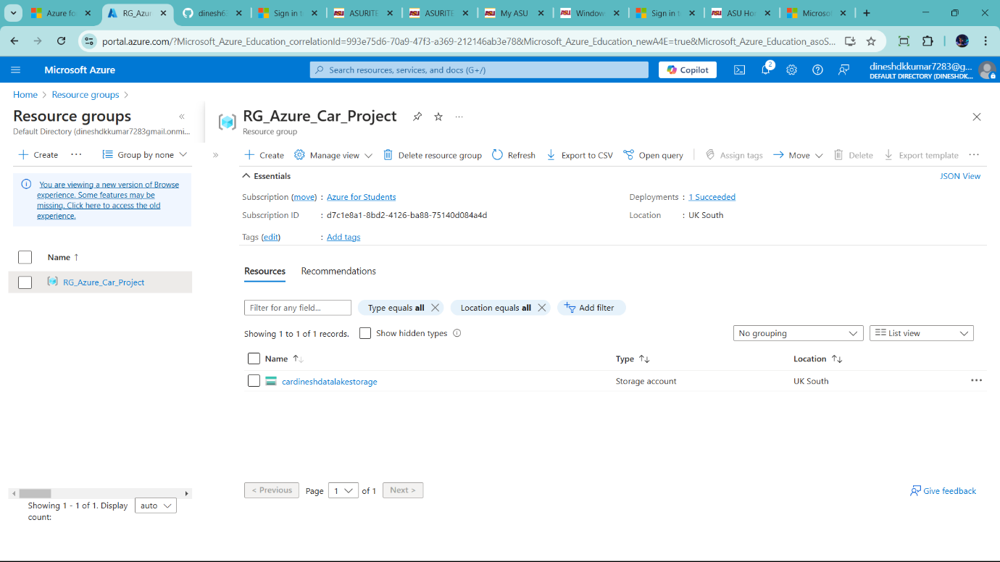 Azure fo
RG_Azur
dinesh6
Sign in t
ASURITE
ASURITE
My ASU
Window
Sign in t
ASU Hor
Microsof
portal.azure.com/?Microsoft_Azure_Education_correlationId=993e75d6-70a9-47f3-a369-212146ab3e78&Microsoft_Azure_Education_newA4E=true&Microsoft_Azure_Education_asoS...
Microsoft Azure
Search resources, services, and docs (G+/)
Copilot
2
dineshdkkumar7283@g...
DEFAULT DIRECTORY (DINESHDK...
Home > Resource groups >
Resource groups
Default Directory (dineshdkkumar7283gmail.onmi...
+ Create ... Group by none
You are viewing a new version of Browse
experience. Some features may be
missing. Click here to access the old
experience.
Name ↑
RG_Azure_Car_Project
Showing 1 - 1 of 1. Display
count:
auto
RG_Azure_Car_Project
Resource group
+ Create Manage view Delete resource group Refresh Export to CSV Open query Assign tags Move Delete Export template ...
Essentials
JSON View
Subscription (move) : Azure for Students
Deployments : 1 Succeeded
Subscription ID : d7c1e8a1-8bd2-4126-ba88-75140d084a4d
Location : UK South
Tags (edit) : Add tags
Resources Recommendations
Filter for any field...
Type equals all
Location equals all
Add filter
Showing 1 to 1 of 1 records.
Show hidden types
No grouping
List view
Name ↑↓ Type ↑↓ Location ↑↓
cardineshdatalakestorage Storage account UK South ...
< Previous Page 1 of 1 Next >
Give feedback